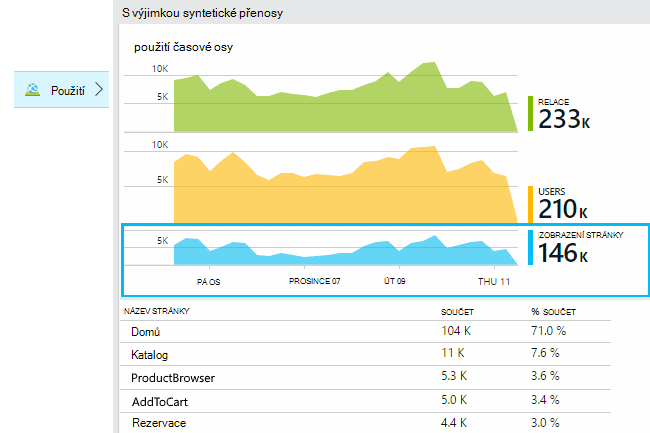 S výjimkou syntetické přenosy
Použití
použití časové osy
10K
5K
RELACE
233K
10K
5K
USERS
210K
5K
ZOBRAZENÍ STRÁNKY
146K
PÁ OS
PROSINCE 07
ÚT 09
THU 11
NÁZEV STRÁNKY SOUČET % SOUČET
Domů 104 K 71.0 %
Katalog 11 K 7.6 %
ProductBrowser 5.3 K 3.6 %
AddToCart 5.0 K 3.4 %
Rezervace 4.4 K 3.0 %